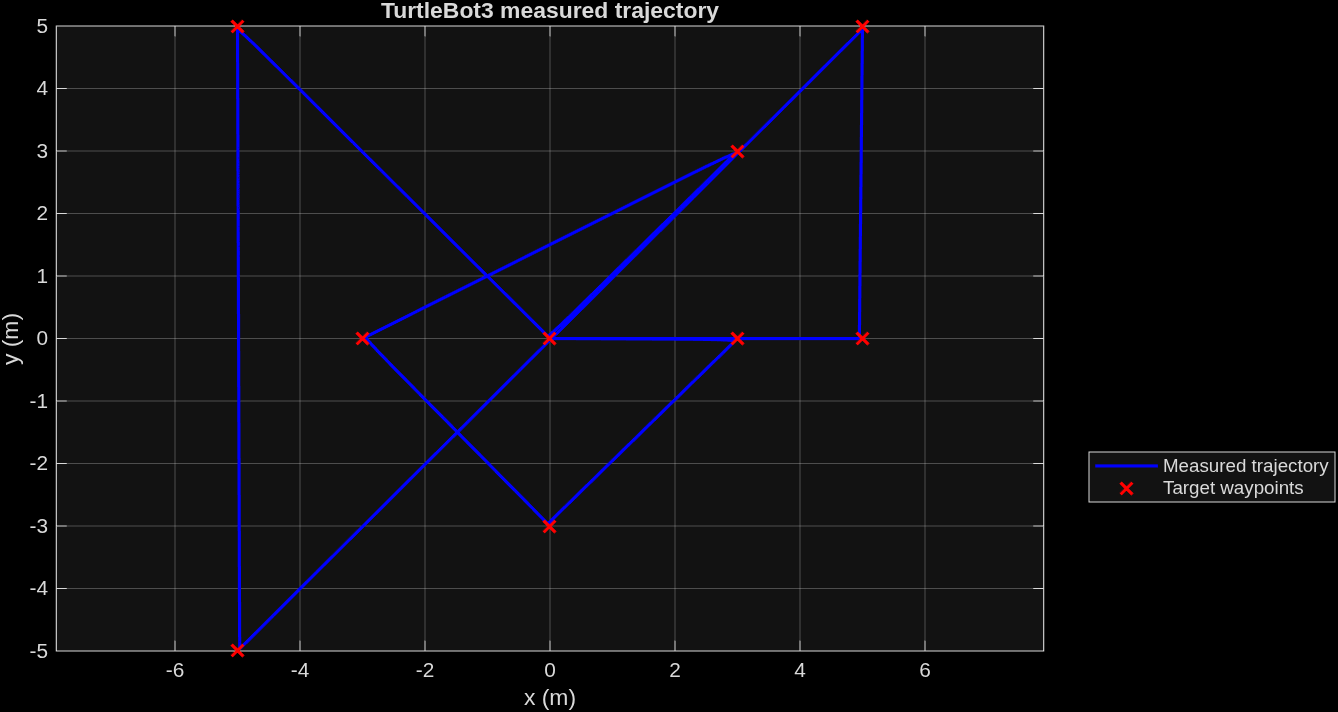 TurtleBot3 measured trajectory
5
4
3
2
1
0
-1
-2
-3
-4
-5
y (m)
-6 -4 -2 0 2 4 6
x (m)
Measured trajectory
Target waypoints